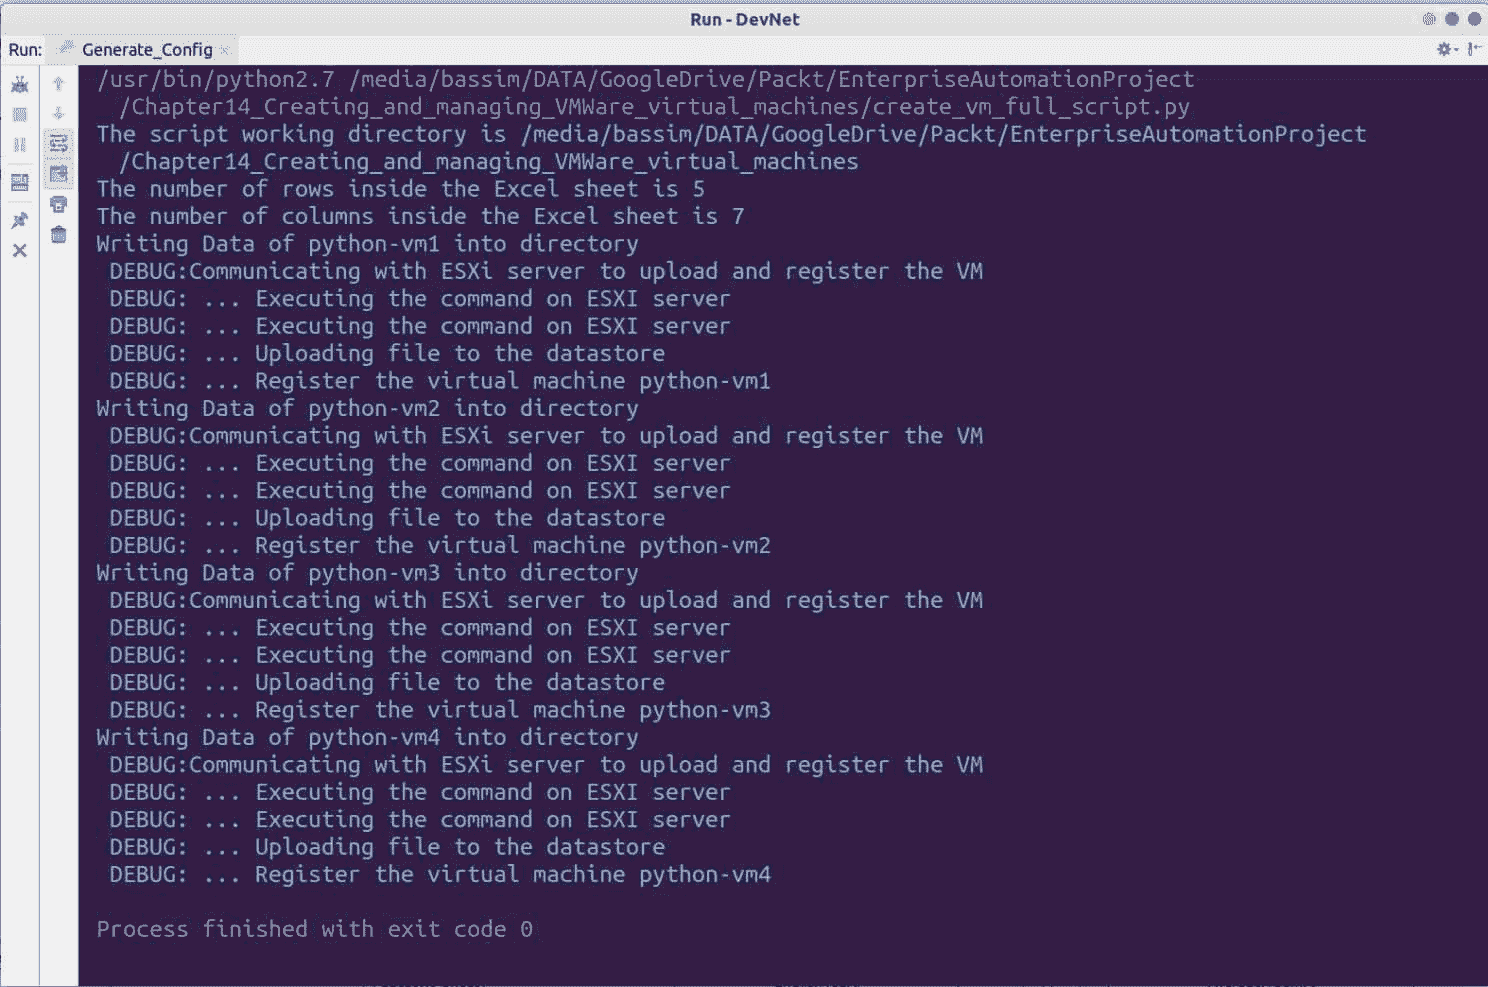 Run - DevNet
Run: Generate_Config
/usr/bin/python2.7 /media/bassim/DATA/GoogleDrive/Packt/EnterpriseAutomationProject
/Chapter14_Creating_and_managing_VMWare_virtual_machines/create_vm_full_script.py
The script working directory is /media/bassim/DATA/GoogleDrive/Packt/EnterpriseAutomationProject
/Chapter14_Creating_and_managing_VMWare_virtual_machines
The number of rows inside the Excel sheet is 5
The number of columns inside the Excel sheet is 7
Writing Data of python-vm1 into directory
DEBUG:Communicating with ESXi server to upload and register the VM
DEBUG: ... Executing the command on ESXI server
DEBUG: ... Executing the command on ESXI server
DEBUG: ... Uploading file to the datastore
DEBUG: ... Register the virtual machine python-vm1
Writing Data of python-vm2 into directory
DEBUG:Communicating with ESXi server to upload and register the VM
DEBUG: ... Executing the command on ESXI server
DEBUG: ... Executing the command on ESXI server
DEBUG: ... Uploading file to the datastore
DEBUG: ... Register the virtual machine python-vm2
Writing Data of python-vm3 into directory
DEBUG:Communicating with ESXi server to upload and register the VM
DEBUG: ... Executing the command on ESXI server
DEBUG: ... Executing the command on ESXI server
DEBUG: ... Uploading file to the datastore
DEBUG: ... Register the virtual machine python-vm3
Writing Data of python-vm4 into directory
DEBUG:Communicating with ESXi server to upload and register the VM
DEBUG: ... Executing the command on ESXI server
DEBUG: ... Executing the command on ESXI server
DEBUG: ... Uploading file to the datastore
DEBUG: ... Register the virtual machine python-vm4
Process finished with exit code 0